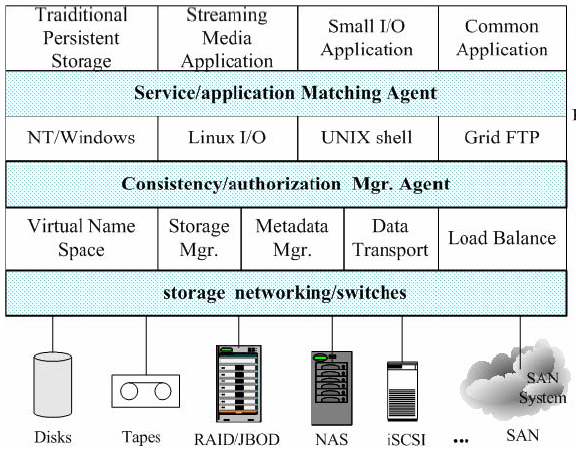 Traiditional
Persistent
Storage
Streaming
Media
Application
Small I/O
Application
Common
Application
Service/application Matching Agent
NT/Windows
Linux I/O
UNIX shell
Grid FTP
Consistency/authorization Mgr. Agent
Virtual Name
Space
Storage
Mgr.
Metadata
Mgr.
Data
Transport
Load Balance
storage networking/switches
SAN
System
Disks
Tapes
RAID/JBOD
NAS
iSCSI
...
SAN